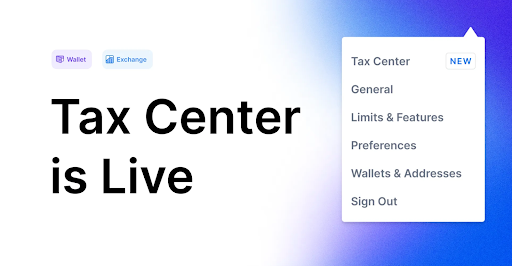 Wallet
Exchange
Tax Center
is Live
Tax Center NEW
General
Limits & Features
Preferences
Wallets & Addresses
Sign Out